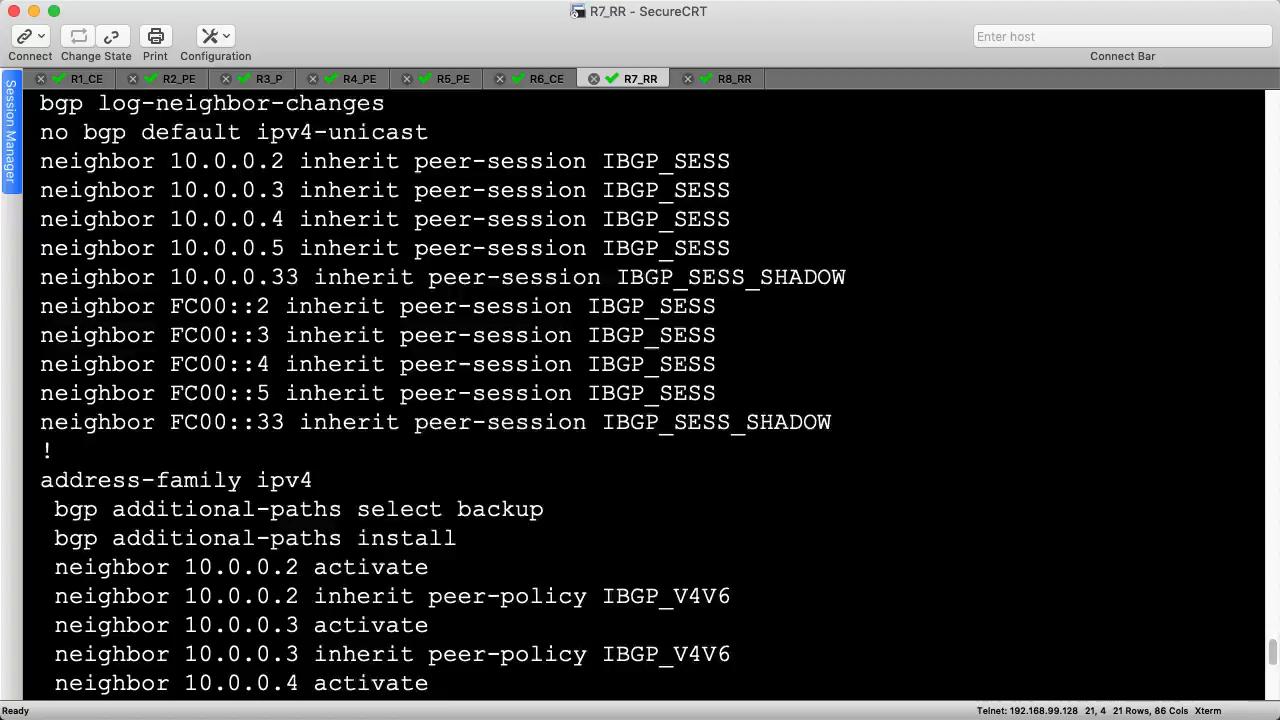 R7_RR - SecureCRT
Enter host
Connect Change State Print Configuration Connect Bar
R1_CE R2_PE R3_P R4_PE R5_PE R6_CE R7_RR R8_RR
Session Manager
bgp log-neighbor-changes
no bgp default ipv4-unicast
neighbor 10.0.0.2 inherit peer-session IBGP_SESS
neighbor 10.0.0.3 inherit peer-session IBGP_SESS
neighbor 10.0.0.4 inherit peer-session IBGP_SESS
neighbor 10.0.0.5 inherit peer-session IBGP_SESS
neighbor 10.0.0.33 inherit peer-session IBGP_SESS_SHADOW
neighbor FC00::2 inherit peer-session IBGP_SESS
neighbor FC00::3 inherit peer-session IBGP_SESS
neighbor FC00::4 inherit peer-session IBGP_SESS
neighbor FC00::5 inherit peer-session IBGP_SESS
neighbor FC00::33 inherit peer-session IBGP_SESS_SHADOW
!
address-family ipv4
bgp additional-paths select backup
bgp additional-paths install
neighbor 10.0.0.2 activate
neighbor 10.0.0.2 inherit peer-policy IBGP_V4V6
neighbor 10.0.0.3 activate
neighbor 10.0.0.3 inherit peer-policy IBGP_V4V6
neighbor 10.0.0.4 activate
Ready Telnet: 192.168.99.128 21, 4 21 Rows, 86 Cols Xterm